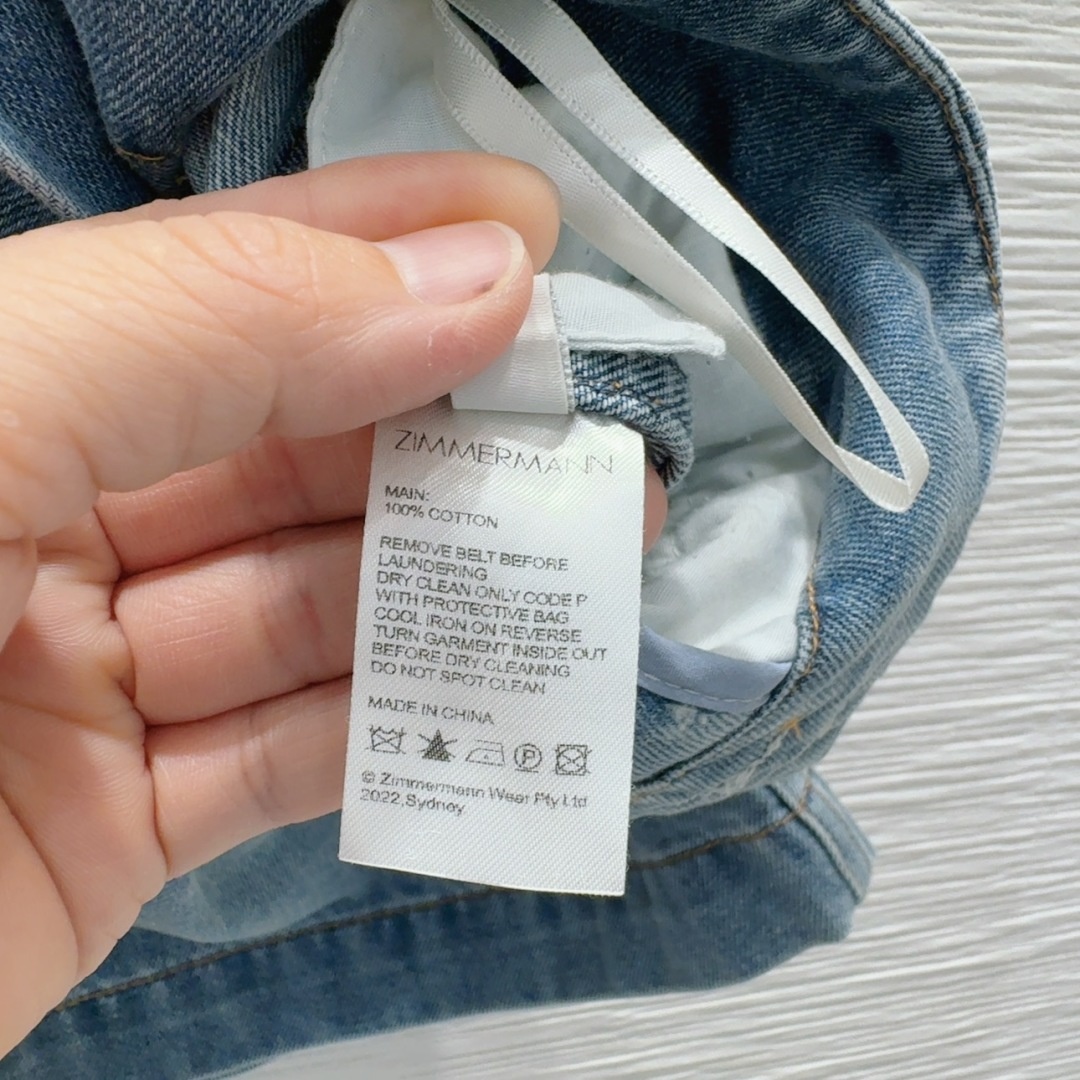 ZIMMERMANN
MAIN:
100% COTTON
REMOVE BELT BEFORE
LAUNDERING
DRY CLEAN ONLY CODE P
WITH PROTECTIVE BAG
COOL IRON ON REVERSE
TURN GARMENT INSIDE OUT
BEFORE DRY CLEANING
DO NOT SPOT CLEAN
MADE IN CHINA
P
© Zimmermann Wear Pty Ltd
2022,Sydney